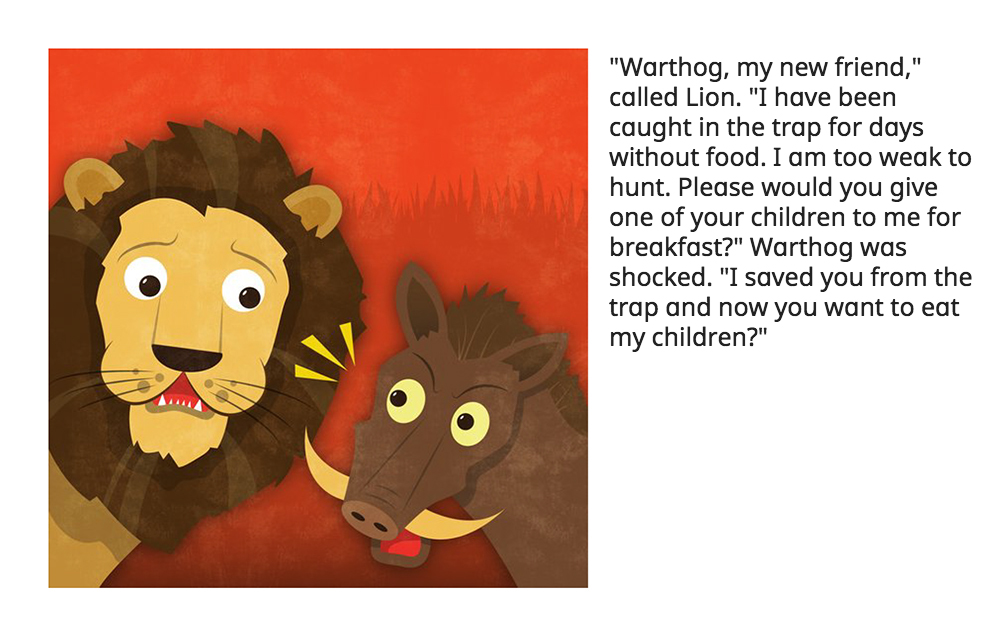 "Warthog, my new friend,"
called Lion. "I have been
caught in the trap for days
without food. I am too weak to
hunt. Please would you give
one of your children to me for
breakfast?" Warthog was
shocked. "I saved you from the
trap and now you want to eat
my children?"